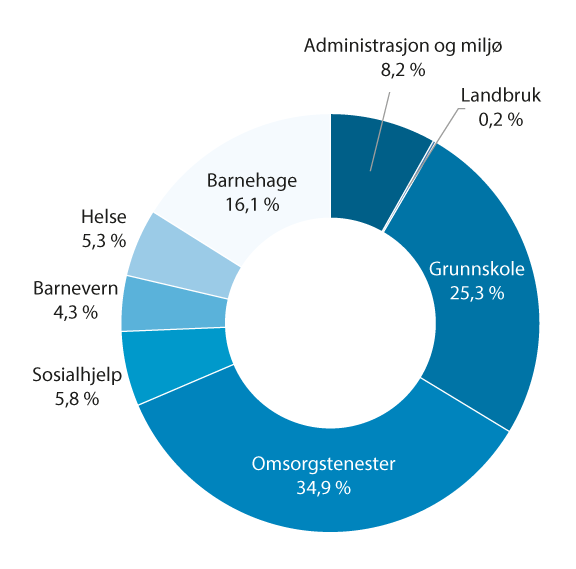 Administrasjon og miljø
8,2 %
Landbruk
0,2 %
Barnehage
16,1 %
Helse
5,3 %
Grunnskole
25,3 %
Barnevern
4,3 %
Sosialhjelp
5,8 %
Omsorgstenester
34,9 %